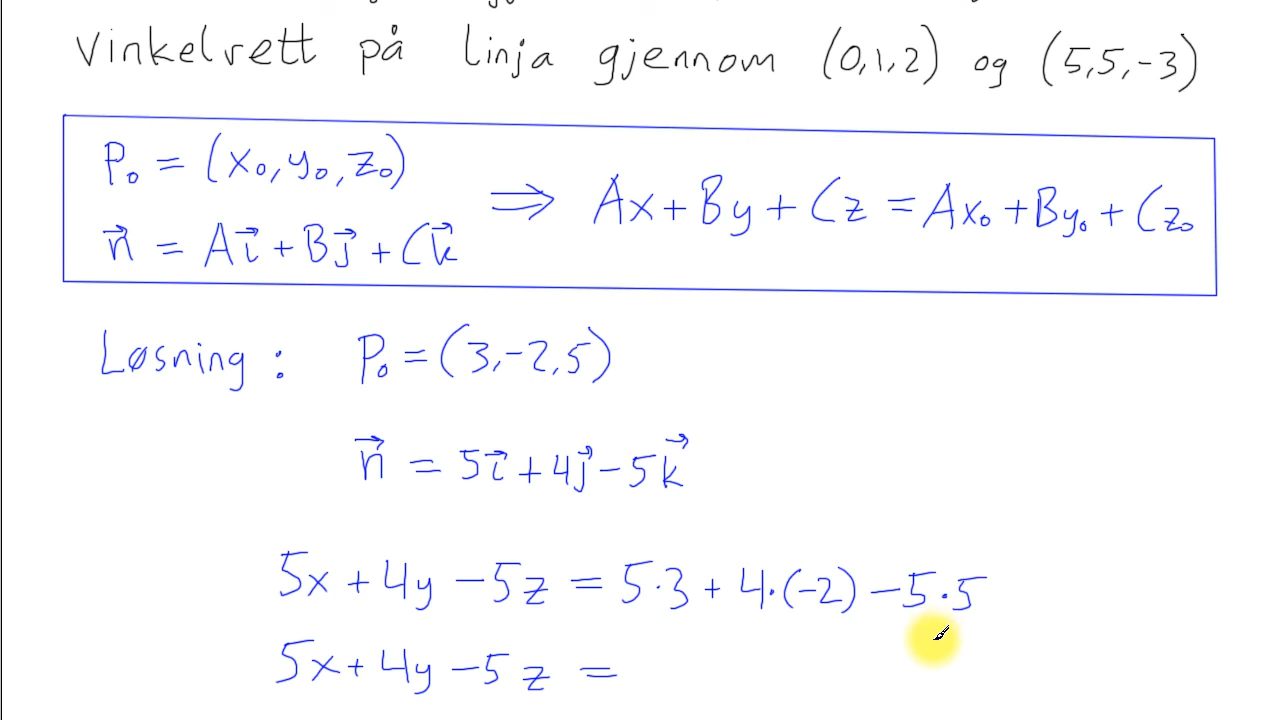 vinkelrett på linja gjennom (0,1,2) og (5,5,-3)
P₀ = (x₀, y₀, z₀)
n⃗ = Ai⃗ + Bj⃗ + Ck⃗
⇒ Ax + By + Cz = Ax₀ + By₀ + Cz₀
Løsning : P₀ = (3,-2,5)
n⃗ = 5i⃗ + 4j⃗ - 5k⃗
5x + 4y - 5z = 5·3 + 4·(-2) - 5·5
5x + 4y - 5z =